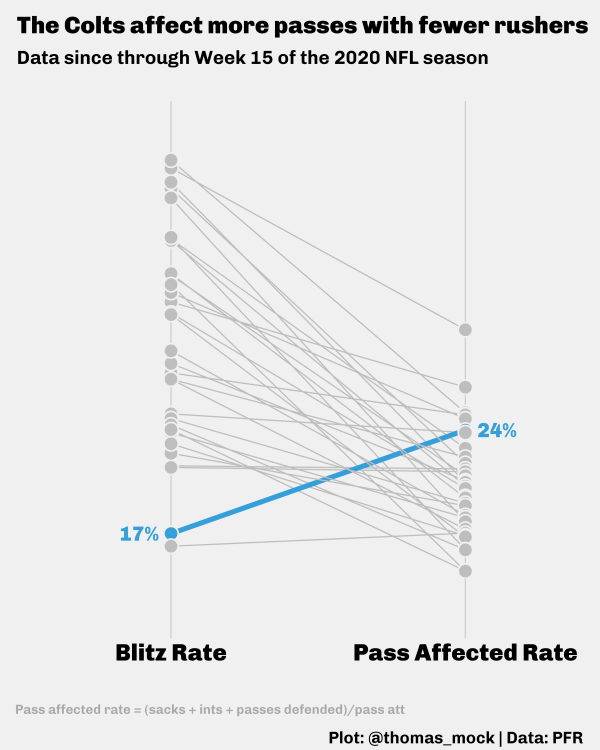 The Colts affect more passes with fewer rushers
Data since through Week 15 of the 2020 NFL season
24%
17%
Blitz Rate
Pass Affected Rate
Pass affected rate = (sacks + ints + passes defended)/pass att
Plot: @thomas_mock | Data: PFR